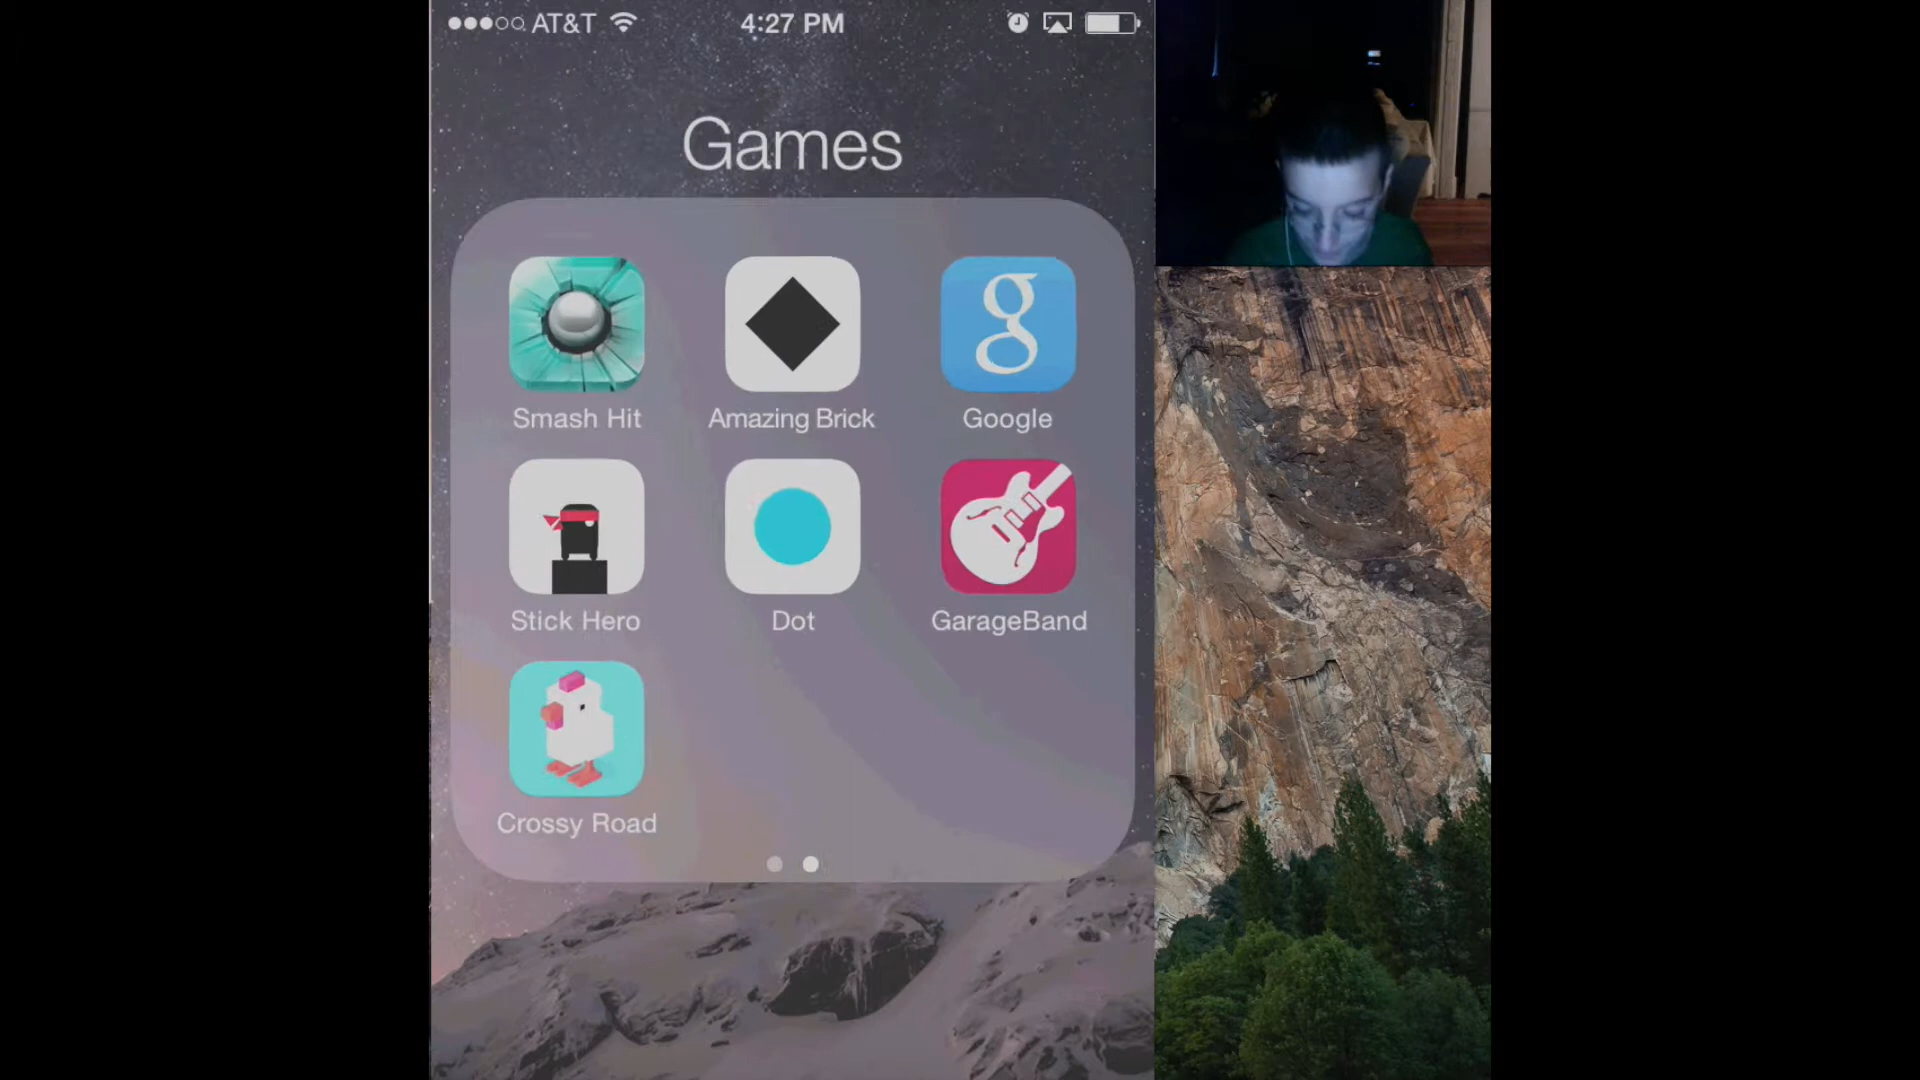 AT&T 4:27 PM
Games
Smash Hit Amazing Brick Google
Stick Hero Dot GarageBand
Crossy Road